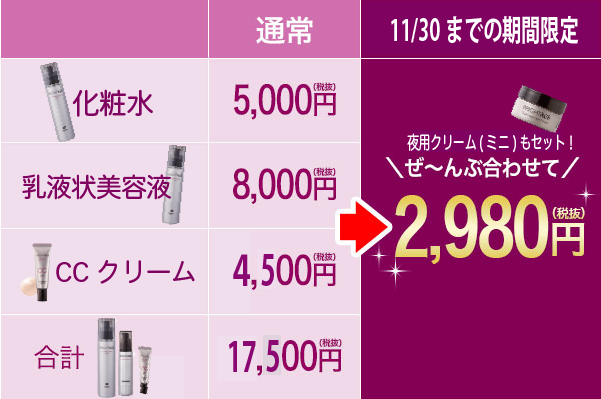 通常
11/30 までの期間限定
化粧水
5,000円
(税抜)
乳液状美容液
8,000円
(税抜)
CC クリーム
4,500円
(税抜)
合計
17,500円
(税抜)
夜用クリーム(ミニ)もセット!
＼ぜ〜んぶ合わせて／
2,980円
(税抜)